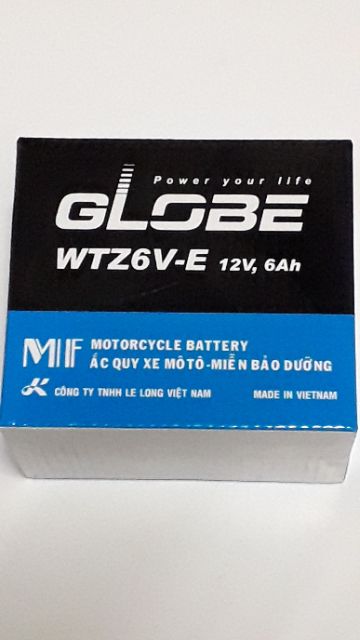 Power your life
GLOBE
WTZ6V-E 12V, 6Ah
MF MOTORCYCLE BATTERY
ẮC QUY XE MÔTÔ-MIỄN BẢO DƯỠNG
CÔNG TY TNHH LE LONG VIỆT NAM MADE IN VIETNAM